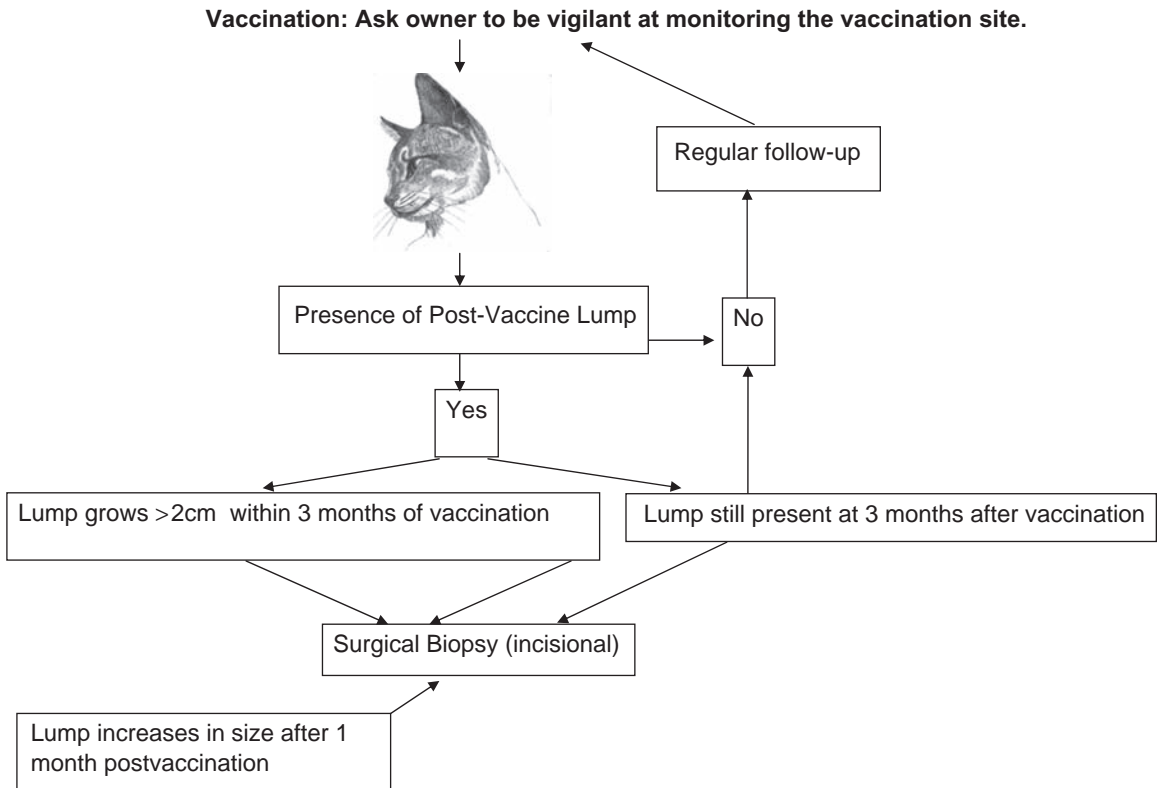 Vaccination: Ask owner to be vigilant at monitoring the vaccination site.
Regular follow-up
Presence of Post-Vaccine Lump
No
Yes
Lump grows >2cm within 3 months of vaccination
Lump still present at 3 months after vaccination
Surgical Biopsy (incisional)
Lump increases in size after 1
month postvaccination